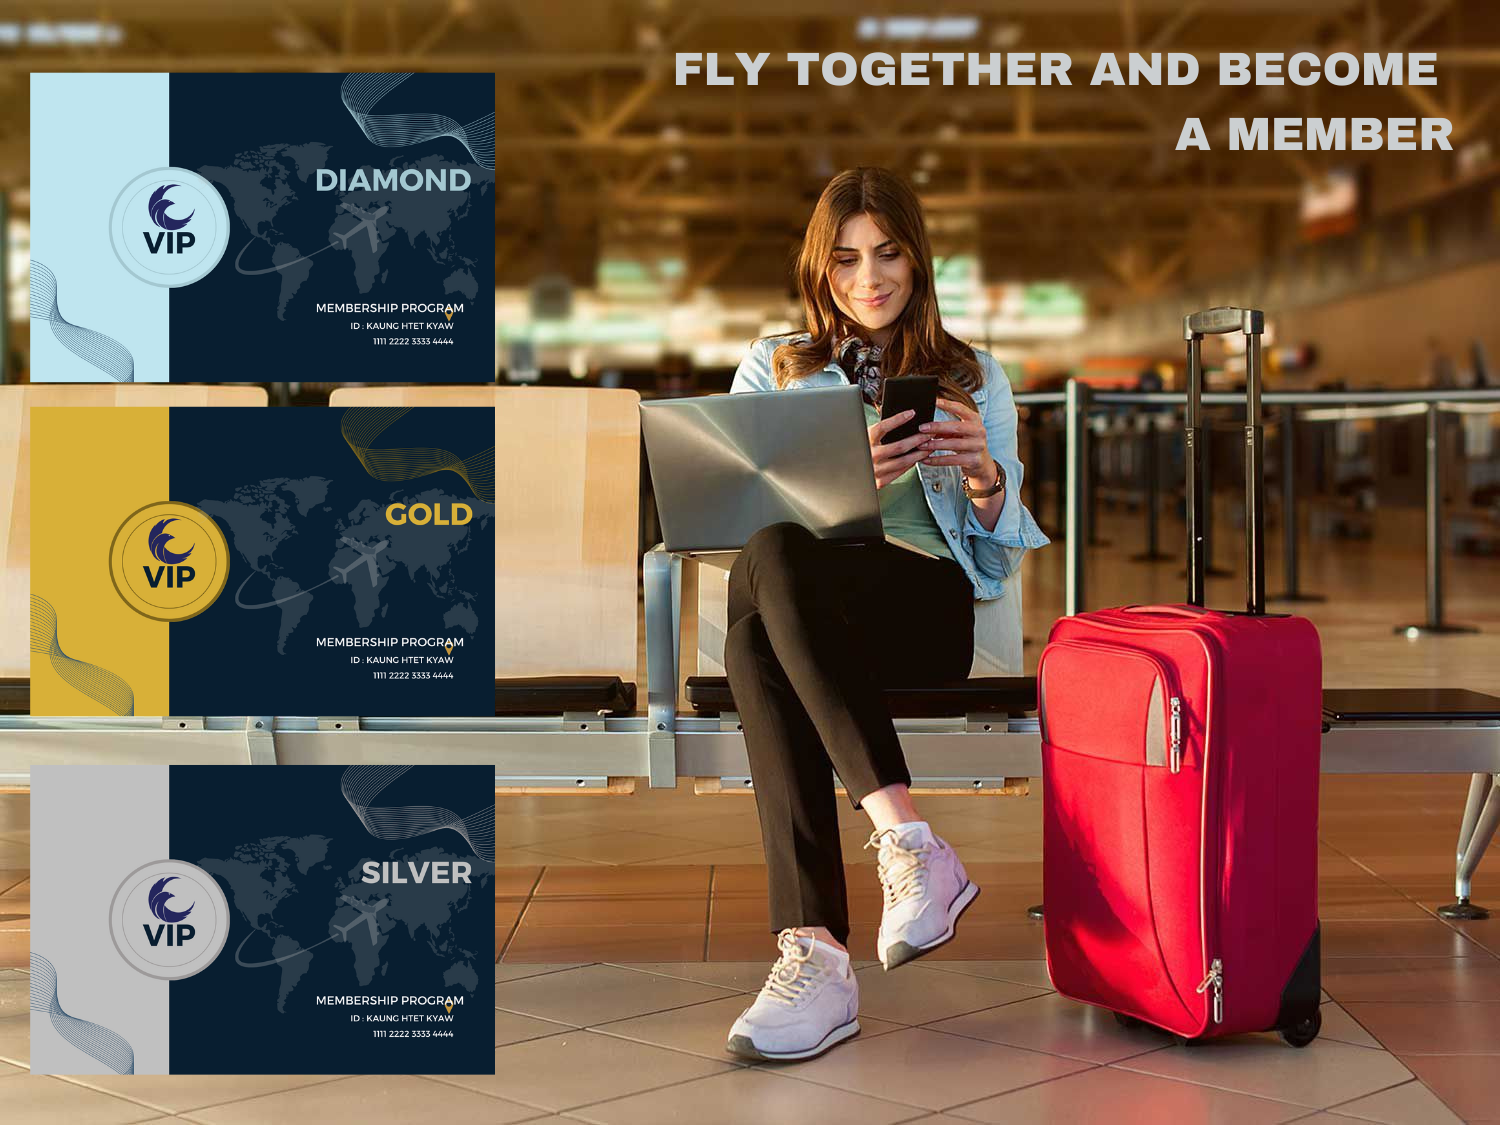 FLY TOGETHER AND BECOME
A MEMBER
DIAMOND
VIP
MEMBERSHIP PROGRAM
ID : KAUNG HTET KYAW
1111 2222 3333 4444
GOLD
VIP
MEMBERSHIP PROGRAM
ID : KAUNG HTET KYAW
1111 2222 3333 4444
SILVER
VIP
MEMBERSHIP PROGRAM
ID : KAUNG HTET KYAW
1111 2222 3333 4444